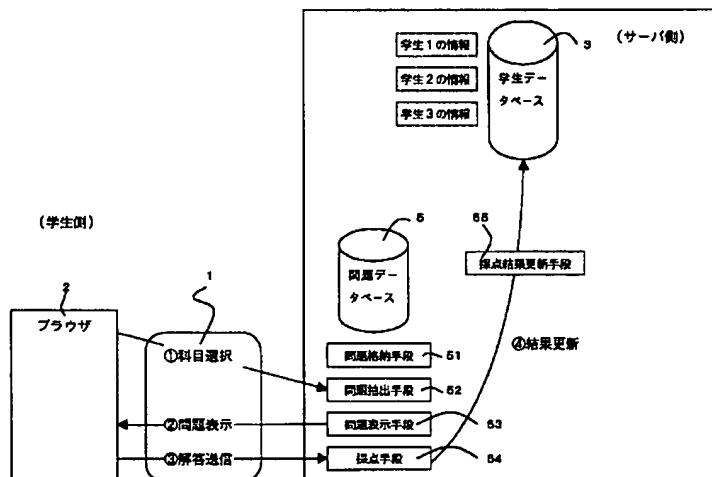 (サーバ側)
3
学生1の情報
学生2の情報
学生3の情報
学生デー
タベース
(学生側)
5
55
問題デー
タベース
採点結果更新手段
2
1
ブラウザ
①科目選択
問題格納手段
51
④結果更新
問題抽出手段
52
②問題表示
問題表示手段
53
③解答送信
採点手段
54